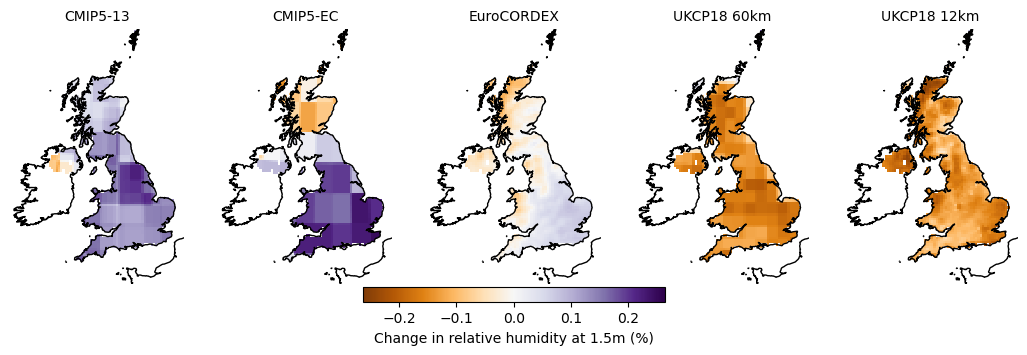 CMIP5-13 CMIP5-EC EuroCORDEX UKCP18 60km UKCP18 12km
−0.2 −0.1 0.0 0.1 0.2
Change in relative humidity at 1.5m (%)